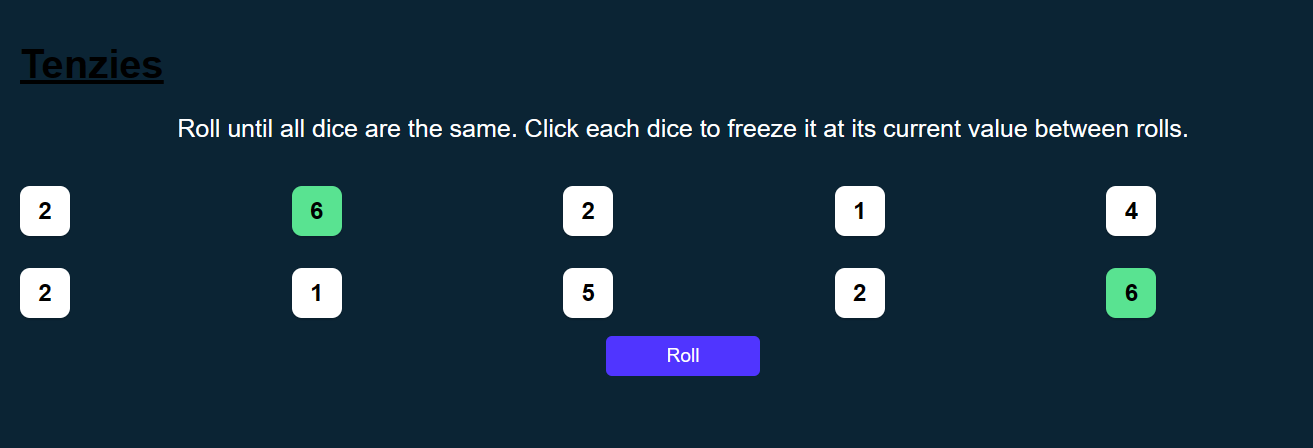 Tenzies
Roll until all dice are the same. Click each dice to freeze it at its current value between rolls.
2 6 2 1 4
2 1 5 2 6
Roll